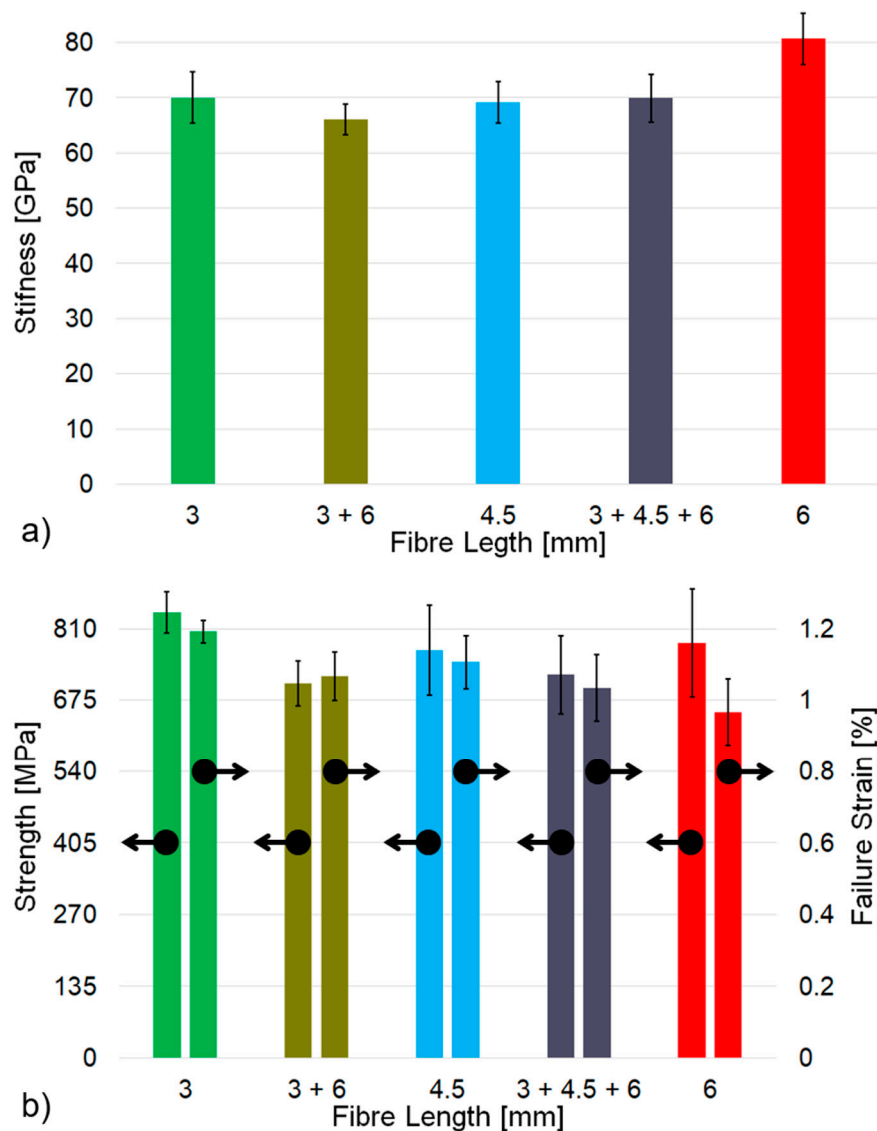 Stifness [GPa]
80
70
60
50
40
30
20
10
0
3
3 + 6
4.5
3 + 4.5 + 6
6
Fibre Legth [mm]
a)
Strength [MPa]
810
675
540
405
270
135
0
1.2
1
0.8
0.6
0.4
0.2
0
Failure Strain [%]
3
3 + 6
4.5
3 + 4.5 + 6
6
Fibre Length [mm]
b)